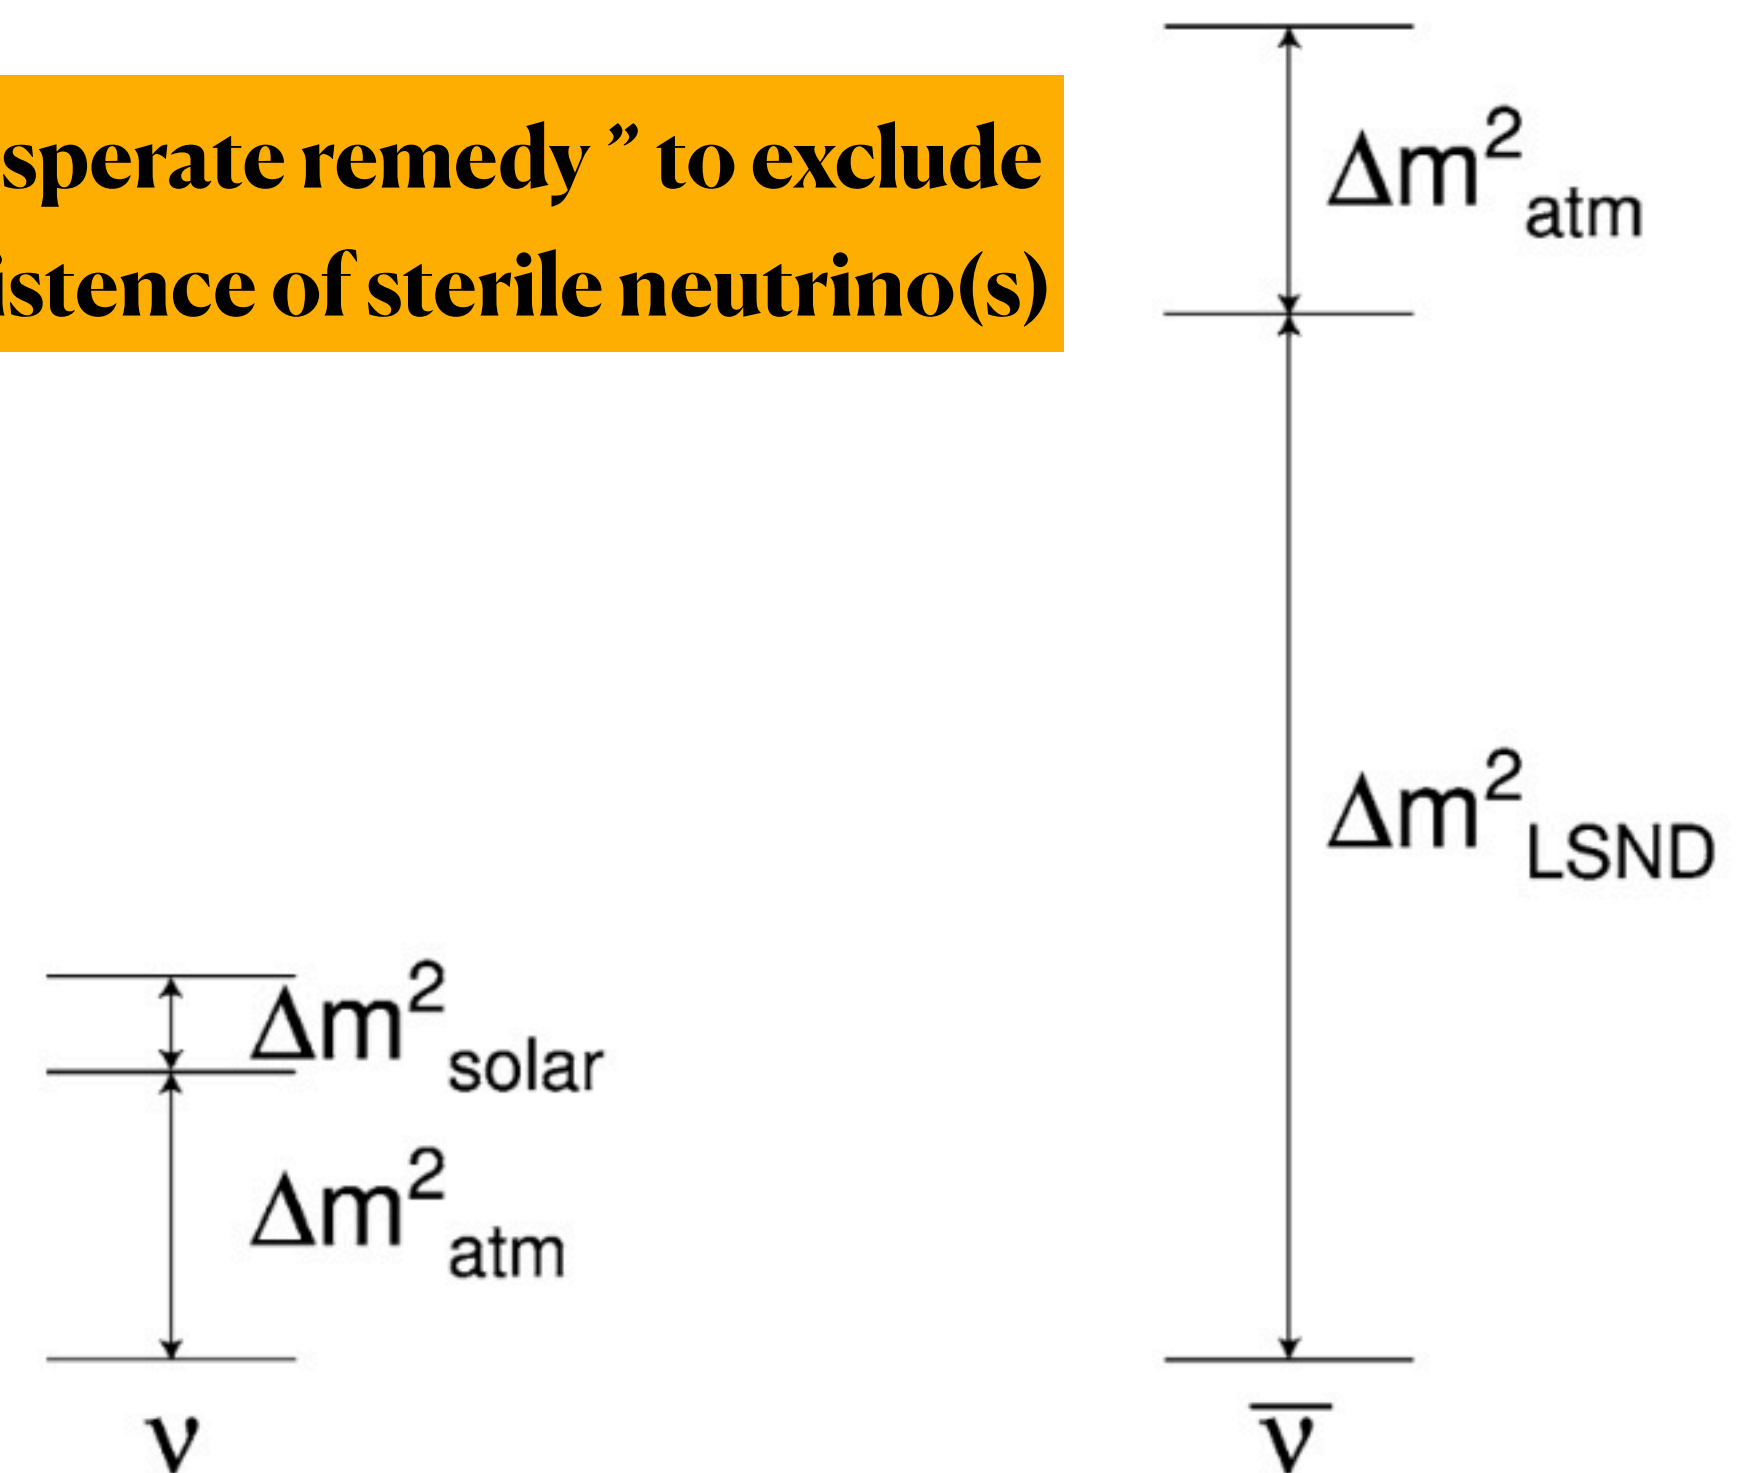 sperate remedy ” to exclude
istence of sterile neutrino(s)
Δm²atm
Δm²LSND
Δm²solar
Δm²atm
ν
ν̅